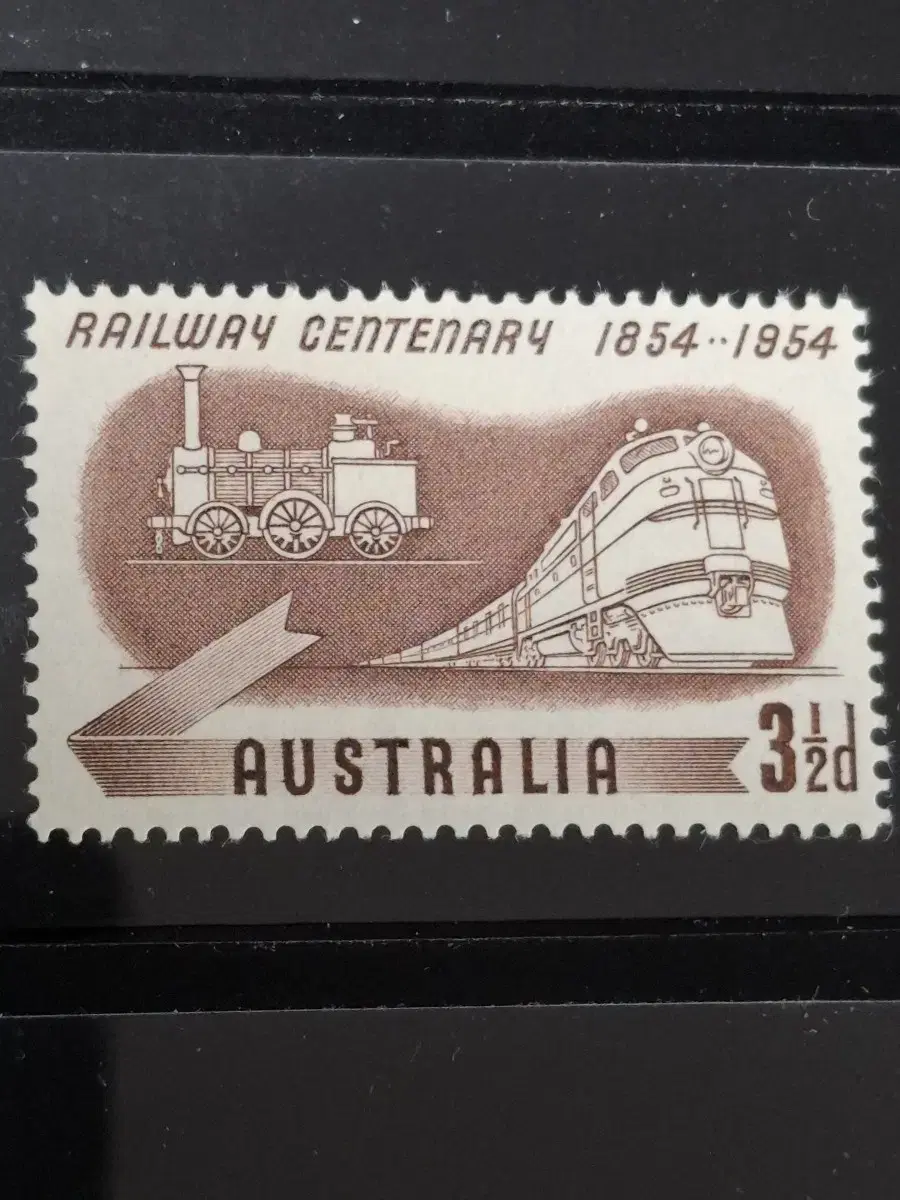 RAILWAY CENTENARY 1854··1954
AUSTRALIA 3½d